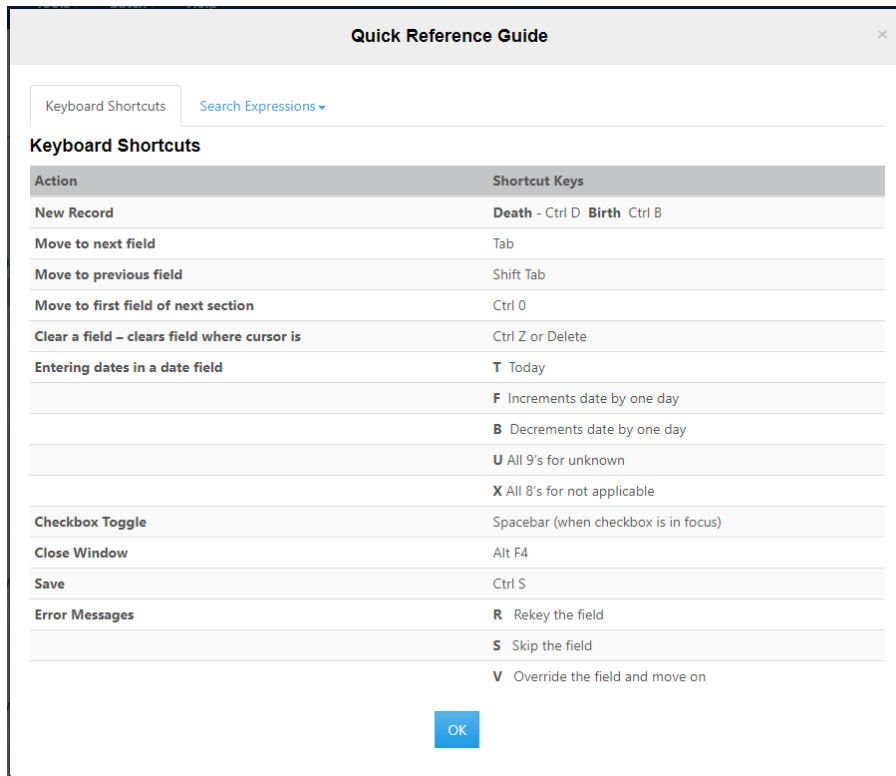 Quick Reference Guide ×
Keyboard Shortcuts Search Expressions
Keyboard Shortcuts
Action Shortcut Keys
New Record Death - Ctrl D Birth Ctrl B
Move to next field Tab
Move to previous field Shift Tab
Move to first field of next section Ctrl 0
Clear a field – clears field where cursor is Ctrl Z or Delete
Entering dates in a date field T Today
F Increments date by one day
B Decrements date by one day
U All 9's for unknown
X All 8's for not applicable
Checkbox Toggle Spacebar (when checkbox is in focus)
Close Window Alt F4
Save Ctrl S
Error Messages R Rekey the field
S Skip the field
V Override the field and move on
OK